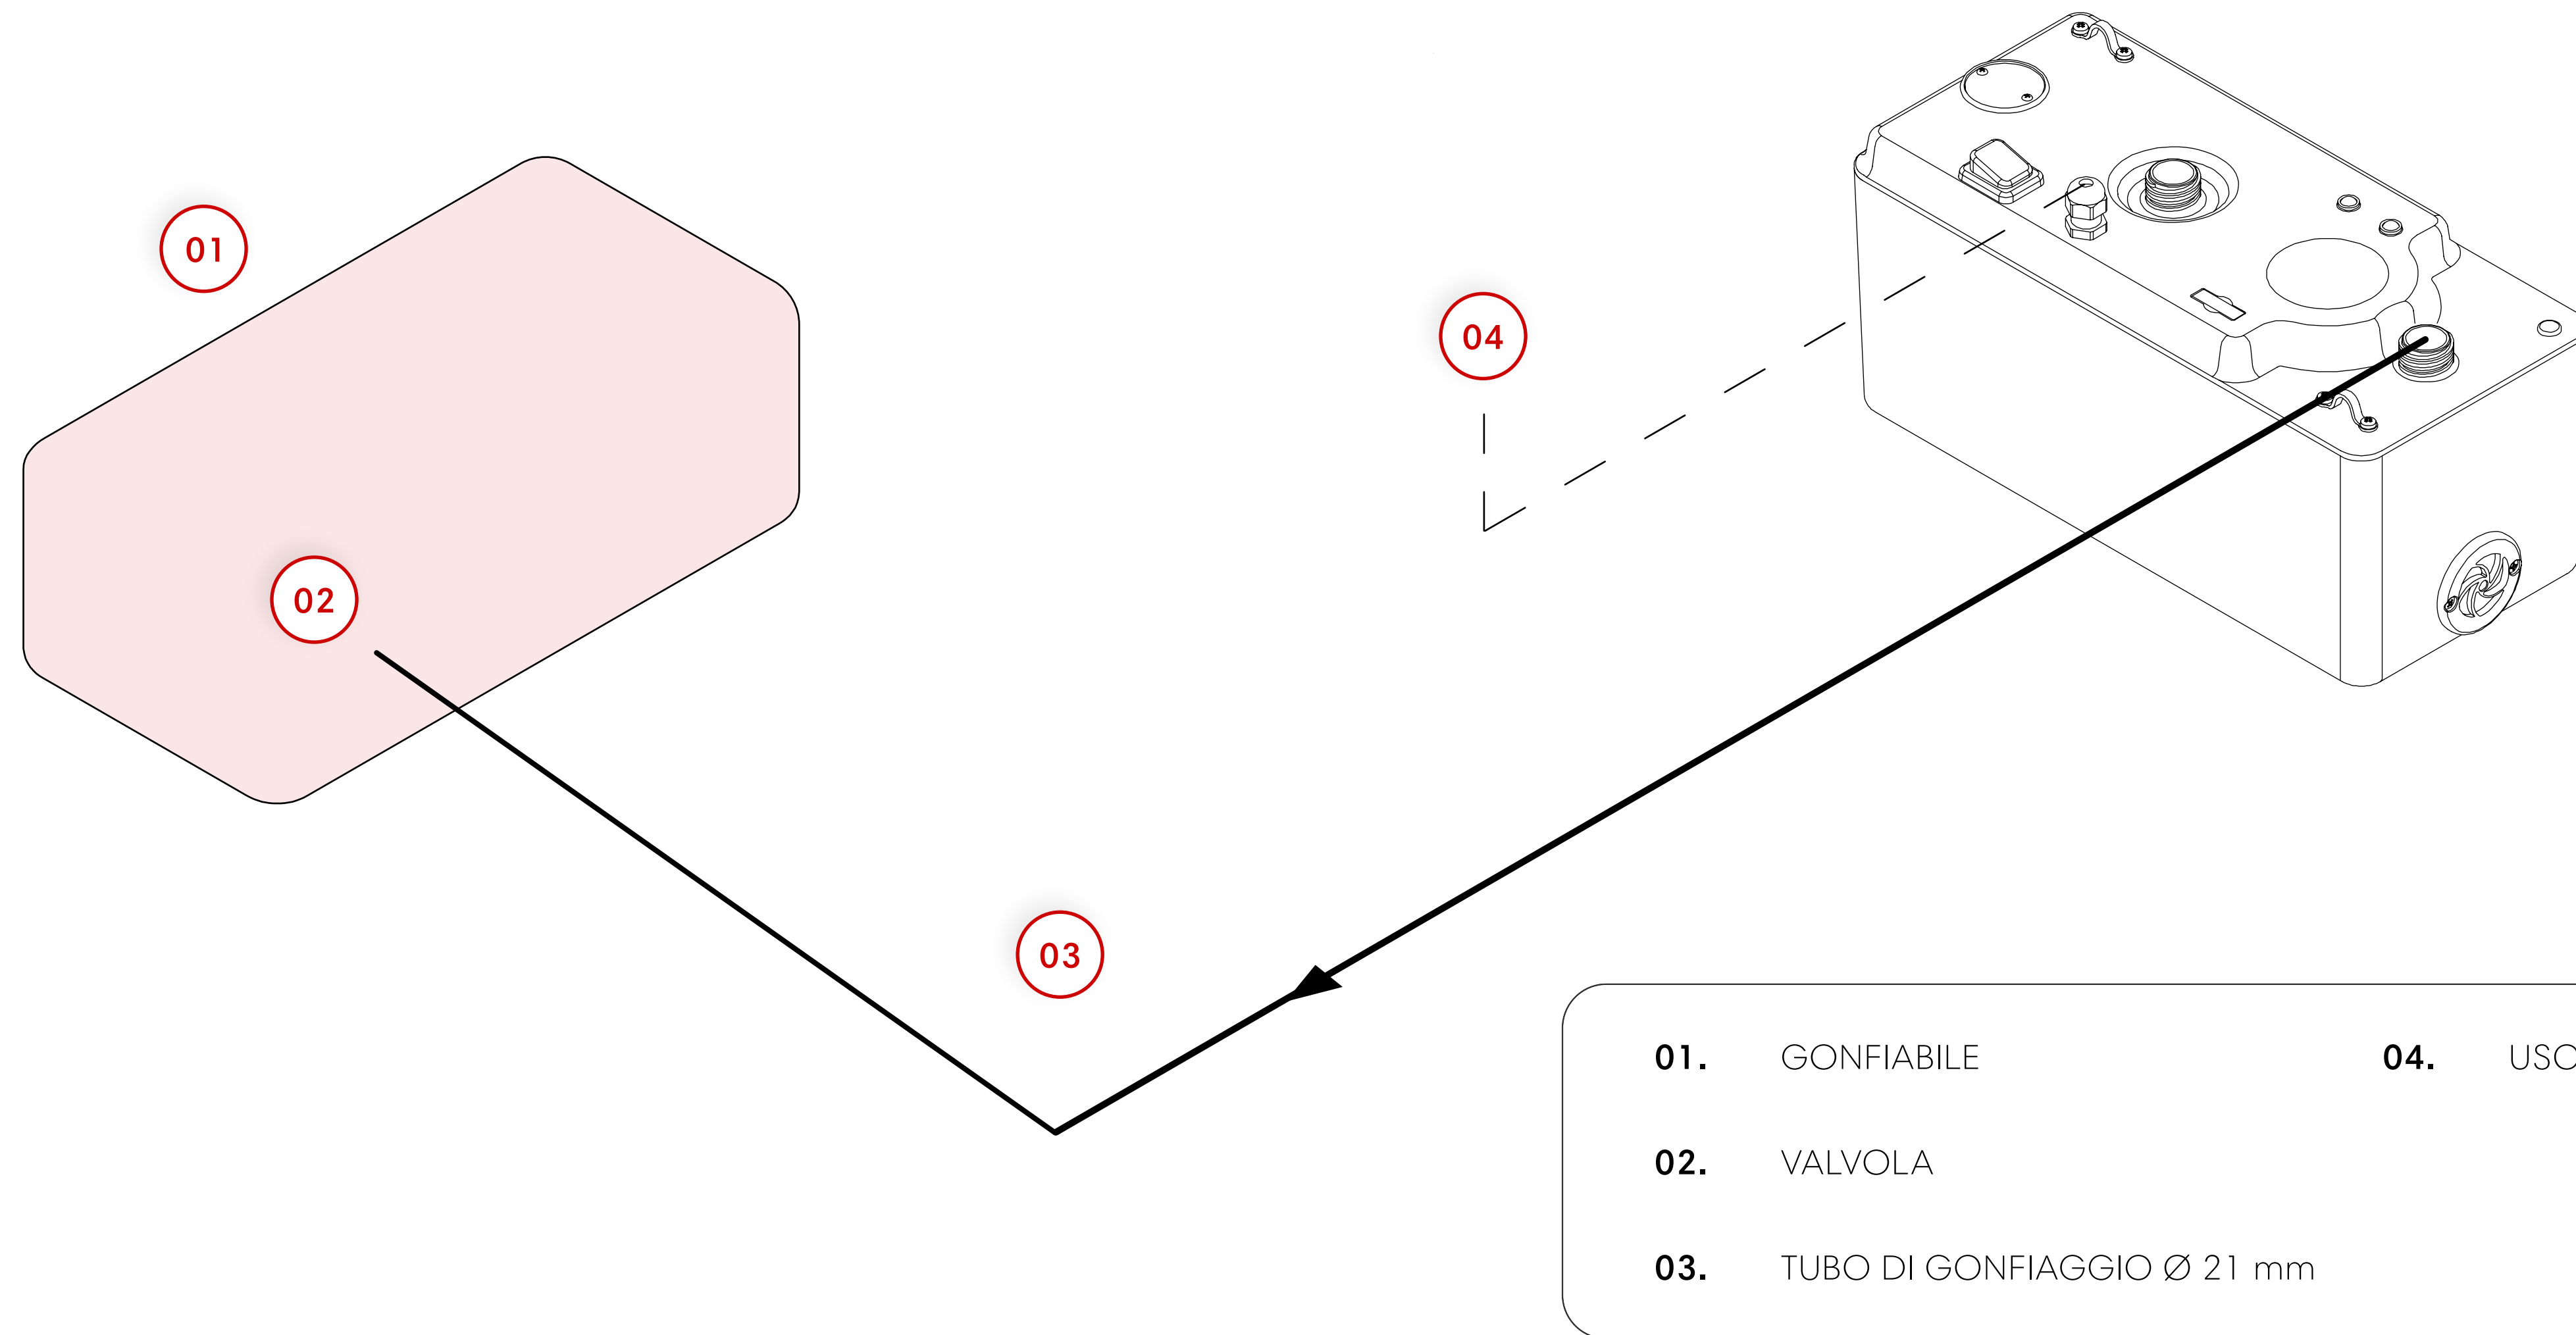 01
04
02
03
01. GONFIABILE 04.
02. VALVOLA
03. TUBO DI GONFIAGGIO Ø 21 mm